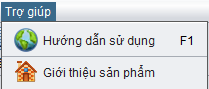 Trợ giúp
Hướng dẫn sử dụng F1
Giới thiệu sản phẩm